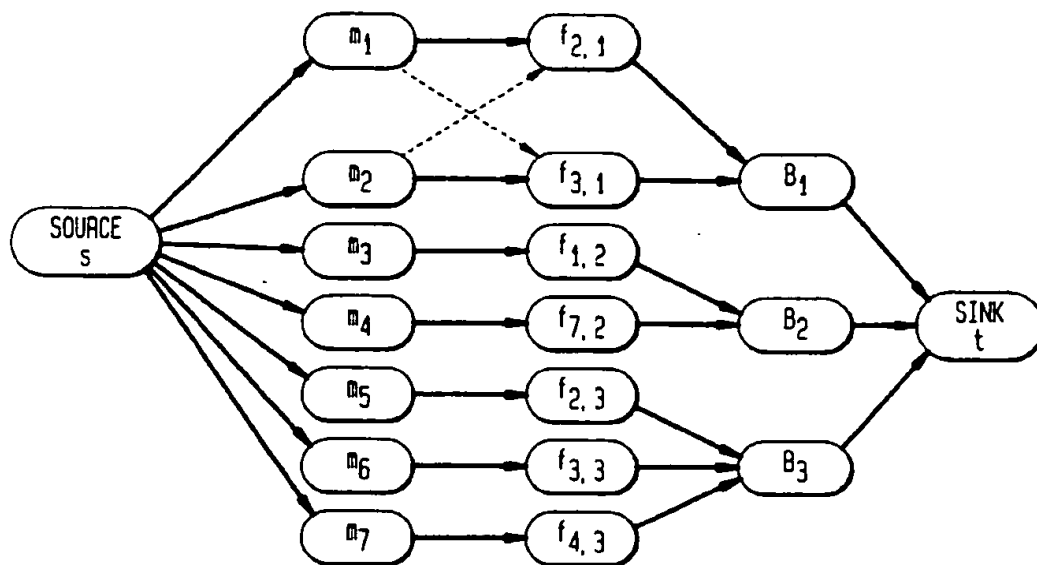 m1 f2,1
m2 f3,1 B1
SOURCE
s
m3 f1,2
m4 f7,2 B2
SINK
t
m5 f2,3
m6 f3,3 B3
m7 f4,3